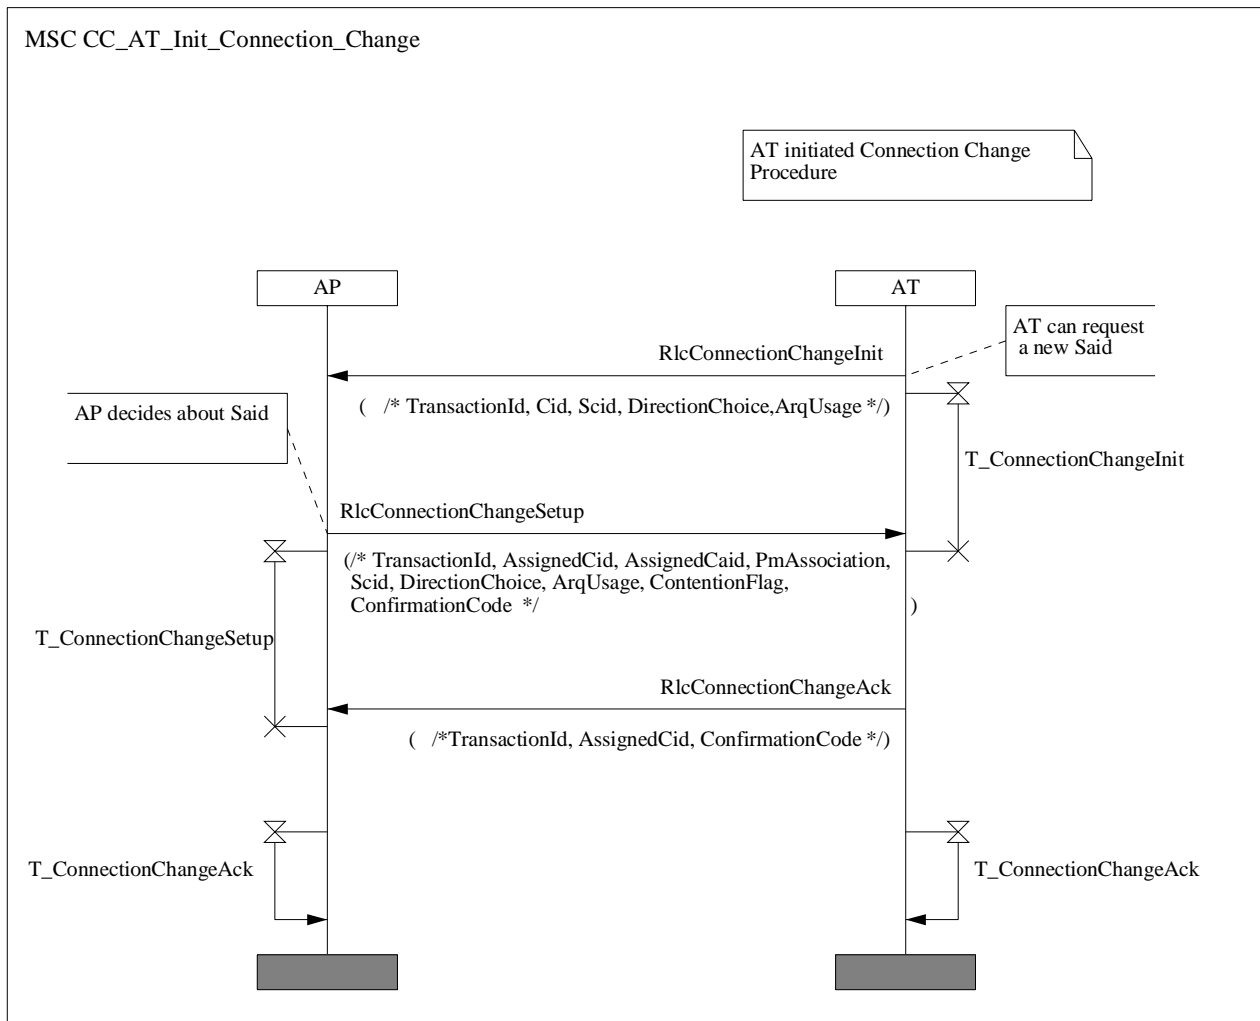 MSC CC_AT_Init_Connection_Change
AT initiated Connection Change
Procedure
AP
AT
AT can request
a new Said
RlcConnectionChangeInit
( /* TransactionId, Cid, Scid, DirectionChoice,ArqUsage */)
AP decides about Said
T_ConnectionChangeInit
RlcConnectionChangeSetup
(/* TransactionId, AssignedCid, AssignedCaid, PmAssociation,
Scid, DirectionChoice, ArqUsage, ContentionFlag,
ConfirmationCode */ )
T_ConnectionChangeSetup
RlcConnectionChangeAck
( /*TransactionId, AssignedCid, ConfirmationCode */)
T_ConnectionChangeAck
T_ConnectionChangeAck